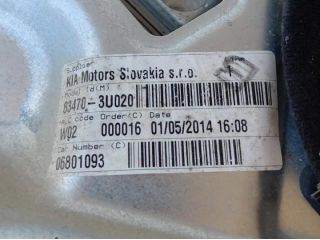 Supplier
KIA Motors Slovakia s.r.o.
Model Id(M)
83470-3U020
ALC code Order(C) Date
W02 000016 01/05/2014 16:08
Car Number (C)
06801093